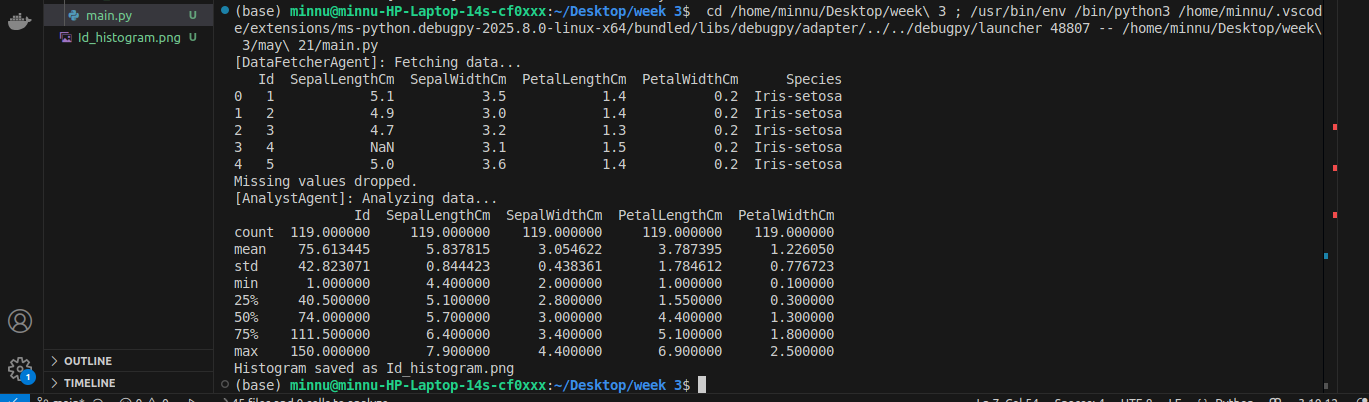 main.py U
Id_histogram.png U
OUTLINE
TIMELINE
1
(base) minnu@minnu-HP-Laptop-14s-cf0xxx:~/Desktop/week 3$  cd /home/minnu/Desktop/week\ 3 ; /usr/bin/env /bin/python3 /home/minnu/.vscod
e/extensions/ms-python.debugpy-2025.8.0-linux-x64/bundled/libs/debugpy/adapter/../../debugpy/launcher 48807 -- /home/minnu/Desktop/week\
 3/may\ 21/main.py
[DataFetcherAgent]: Fetching data...
   Id  SepalLengthCm  SepalWidthCm  PetalLengthCm  PetalWidthCm      Species
0   1            5.1           3.5            1.4           0.2  Iris-setosa
1   2            4.9           3.0            1.4           0.2  Iris-setosa
2   3            4.7           3.2            1.3           0.2  Iris-setosa
3   4            NaN           3.1            1.5           0.2  Iris-setosa
4   5            5.0           3.6            1.4           0.2  Iris-setosa
Missing values dropped.
[AnalystAgent]: Analyzing data...
               Id  SepalLengthCm  SepalWidthCm  PetalLengthCm  PetalWidthCm
count  119.000000     119.000000    119.000000     119.000000    119.000000
mean    75.613445       5.837815      3.054622       3.787395      1.226050
std     42.823071       0.844423      0.438361       1.784612      0.776723
min      1.000000       4.400000      2.000000       1.000000      0.100000
25%     40.500000       5.100000      2.800000       1.550000      0.300000
50%     74.000000       5.700000      3.000000       4.400000      1.300000
75%    111.500000       6.400000      3.400000       5.100000      1.800000
max    150.000000       7.900000      4.400000       6.900000      2.500000
Histogram saved as Id_histogram.png
(base) minnu@minnu-HP-Laptop-14s-cf0xxx:~/Desktop/week 3$